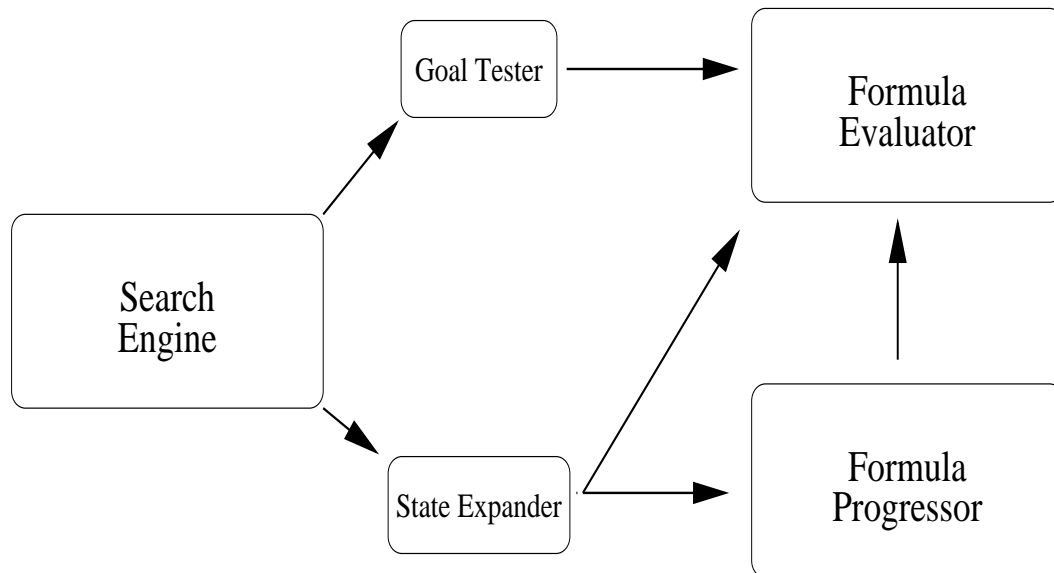 Goal Tester
Formula
Evaluator
Search
Engine
State Expander
Formula
Progressor